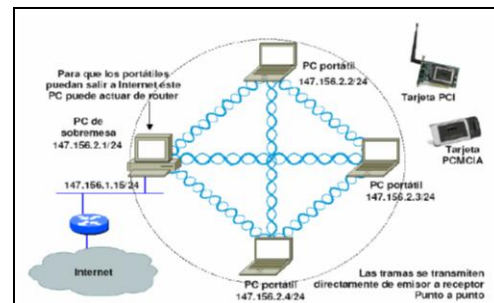 PC portátil
147.156.2.2/24
Para que los portátiles
puedan salir a Internet éste
PC puede actuar de router
PC de
sobremesa
147.156.2.1/24
147.156.1.15/24
Internet
PC portátil
147.156.2.4/24
PC portátil
147.156.2.3/24
Tarjeta PCI
Tarjeta
PCMCIA
Las tramas se transmiten
directamente de emisor a receptor
Punto a punto